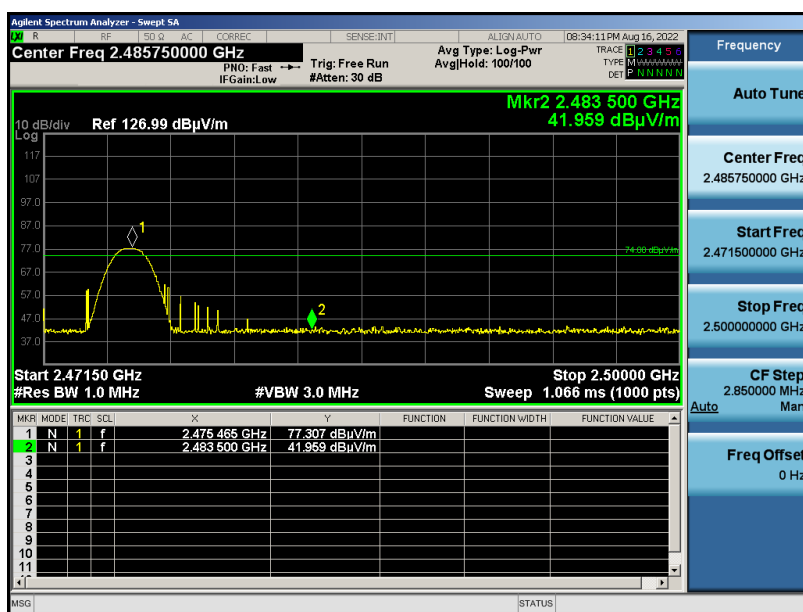 Agilent Spectrum Analyzer - Swept SA
LXI R RF 50 Ω AC CORREC SENSE:INT ALIGN AUTO 08:34:11 PM Aug 16, 2022
Center Freq 2.485750000 GHz
PNO: Fast
IFGain:Low
Trig: Free Run
#Atten: 30 dB
Avg Type: Log-Pwr
Avg|Hold: 100/100
TRACE 1 2 3 4 5 6
TYPE M
DET P N N N N N
Mkr2 2.483 500 GHz
41.959 dBµV/m
10 dB/div Ref 126.99 dBµV/m
Log
117
107
97.0
87.0
77.0
67.0
57.0
47.0
37.0
1
2
74.00 dBµV/m
Start 2.47150 GHz Stop 2.50000 GHz
#Res BW 1.0 MHz #VBW 3.0 MHz Sweep 1.066 ms (1000 pts)
MKR MODE TRC SCL X Y FUNCTION FUNCTION WIDTH FUNCTION VALUE
1 N 1 f 2.475 465 GHz 77.307 dBµV/m
2 N 1 f 2.483 500 GHz 41.959 dBµV/m
3
4
5
6
7
8
9
10
11
MSG STATUS
Frequency
Auto Tune
Center Freq
2.485750000 GHz
Start Freq
2.471500000 GHz
Stop Freq
2.500000000 GHz
CF Step
2.850000 MHz
Auto Man
Freq Offset
0 Hz